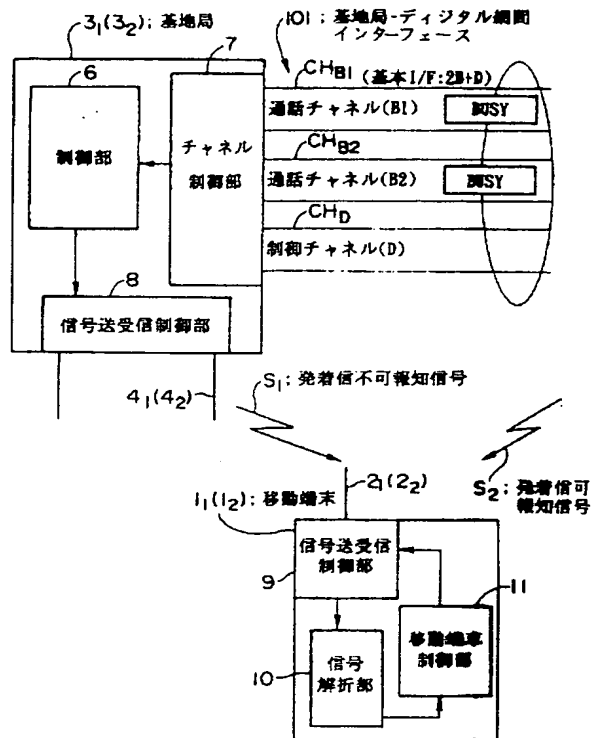 3₁(3₂); 基地局
101; 基地局-ディジタル網間
インターフェース
6
7
CH_B1 (基本I/F:2B+D)
通話チャネル(B1)
BUSY
制御部
チャネル
制御部
CH_B2
通話チャネル(B2)
BUSY
CH_D
制御チャネル(D)
8
信号送受信制御部
4₁(4₂)
S₁; 発着信不可報知信号
2₁(2₂)
S₂; 発着信可
報知信号
1₁(1₂); 移動端末
信号送受信
制御部
9
11
移動端末
制御部
10
信号
解折部